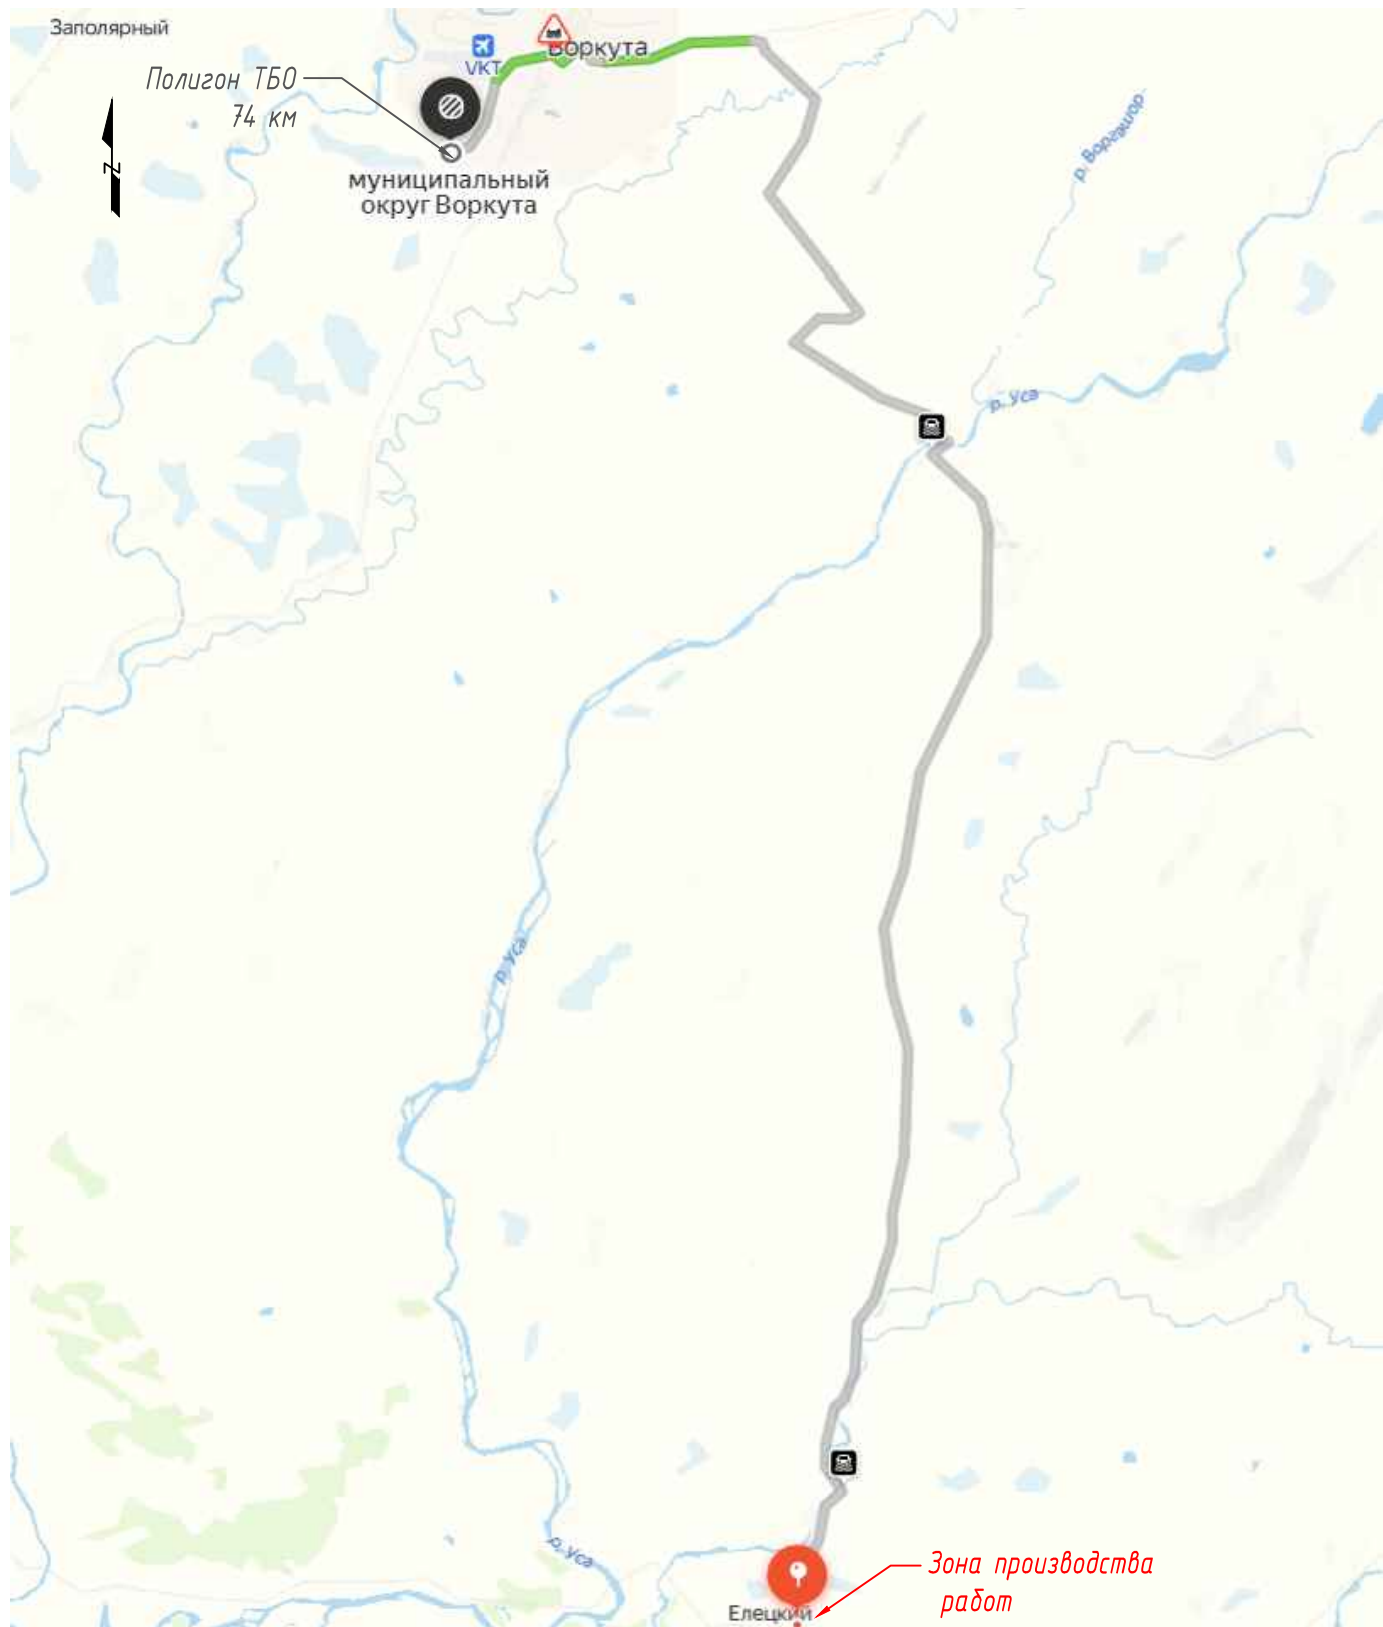 Заполярный
Воркута
VKT
Полигон ТБО
74 км
N
муниципальный
округ Воркута
р. Воргашор
р. Уса
р. Уса
р. Уса
Зона производства
работ
Елецкий